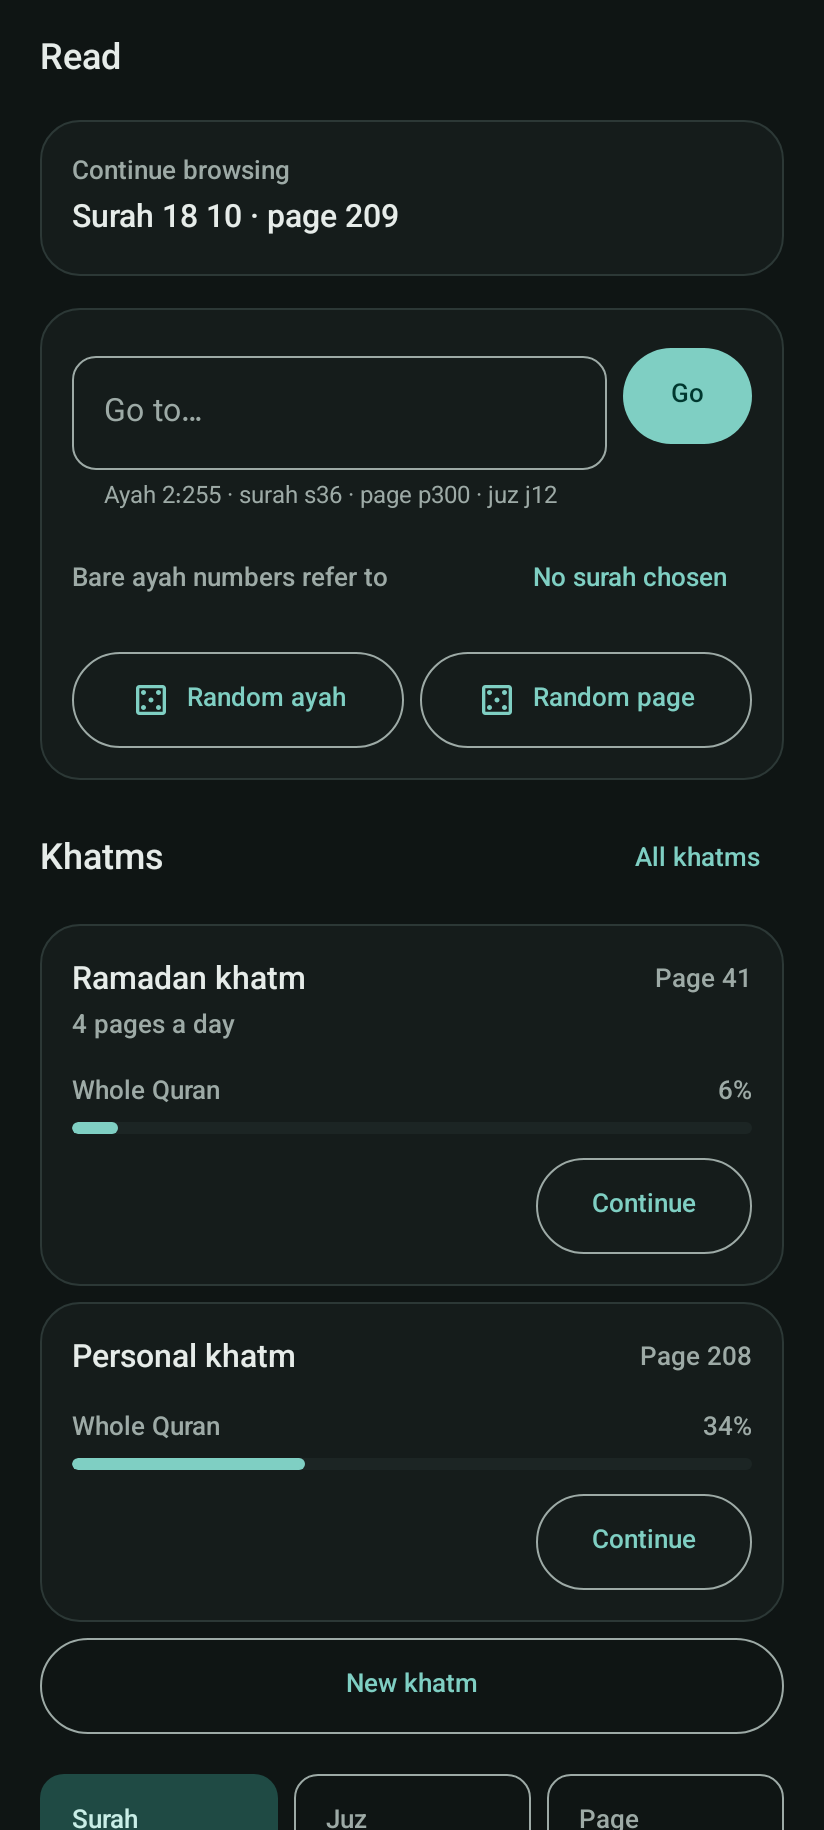 Read
Continue browsing
Surah 18 10 · page 209
Go to…
Go
Ayah 2:255 · surah s36 · page p300 · juz j12
Bare ayah numbers refer to
No surah chosen
Random ayah
Random page
Khatms
All khatms
Ramadan khatm
Page 41
4 pages a day
Whole Quran
6%
Continue
Personal khatm
Page 208
Whole Quran
34%
Continue
New khatm
Surah
Juz
Page